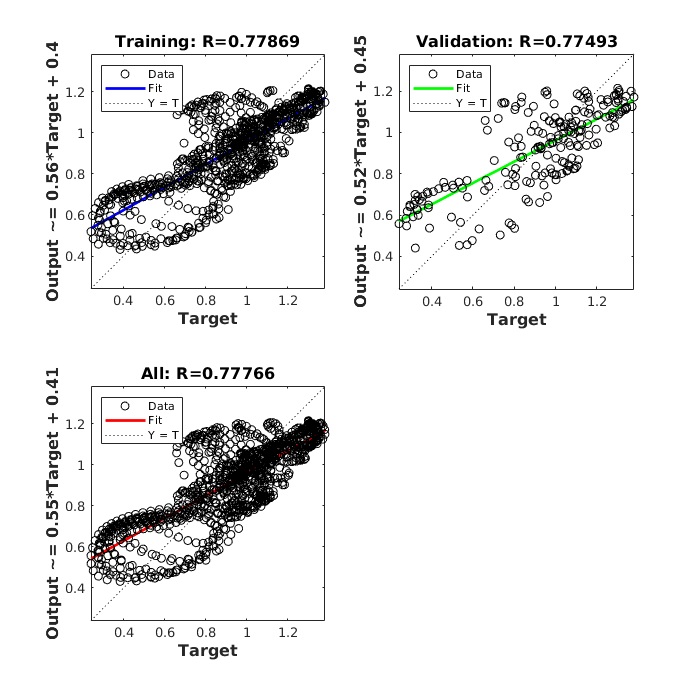 Training: R=0.77869
Output ~= 0.56*Target + 0.4
Data
Fit
Y = T
1.2
1
0.8
0.6
0.4
0.4 0.6 0.8 1 1.2
Target
Validation: R=0.77493
Output ~= 0.52*Target + 0.45
Data
Fit
Y = T
1.2
1
0.8
0.6
0.4
0.4 0.6 0.8 1 1.2
Target
All: R=0.77766
Output ~= 0.55*Target + 0.41
Data
Fit
Y = T
1.2
1
0.8
0.6
0.4
0.4 0.6 0.8 1 1.2
Target